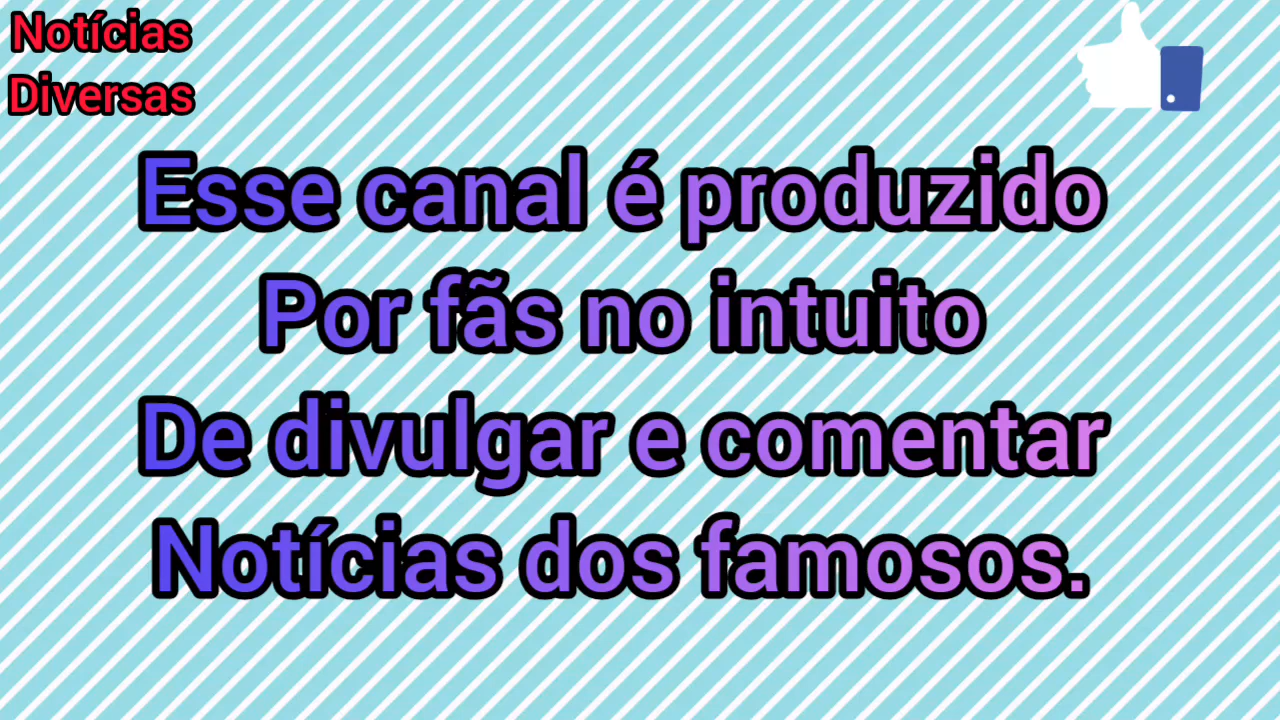 Notícias
Diversas
Esse canal é produzido
Por fãs no intuito
De divulgar e comentar
Notícias dos famosos.